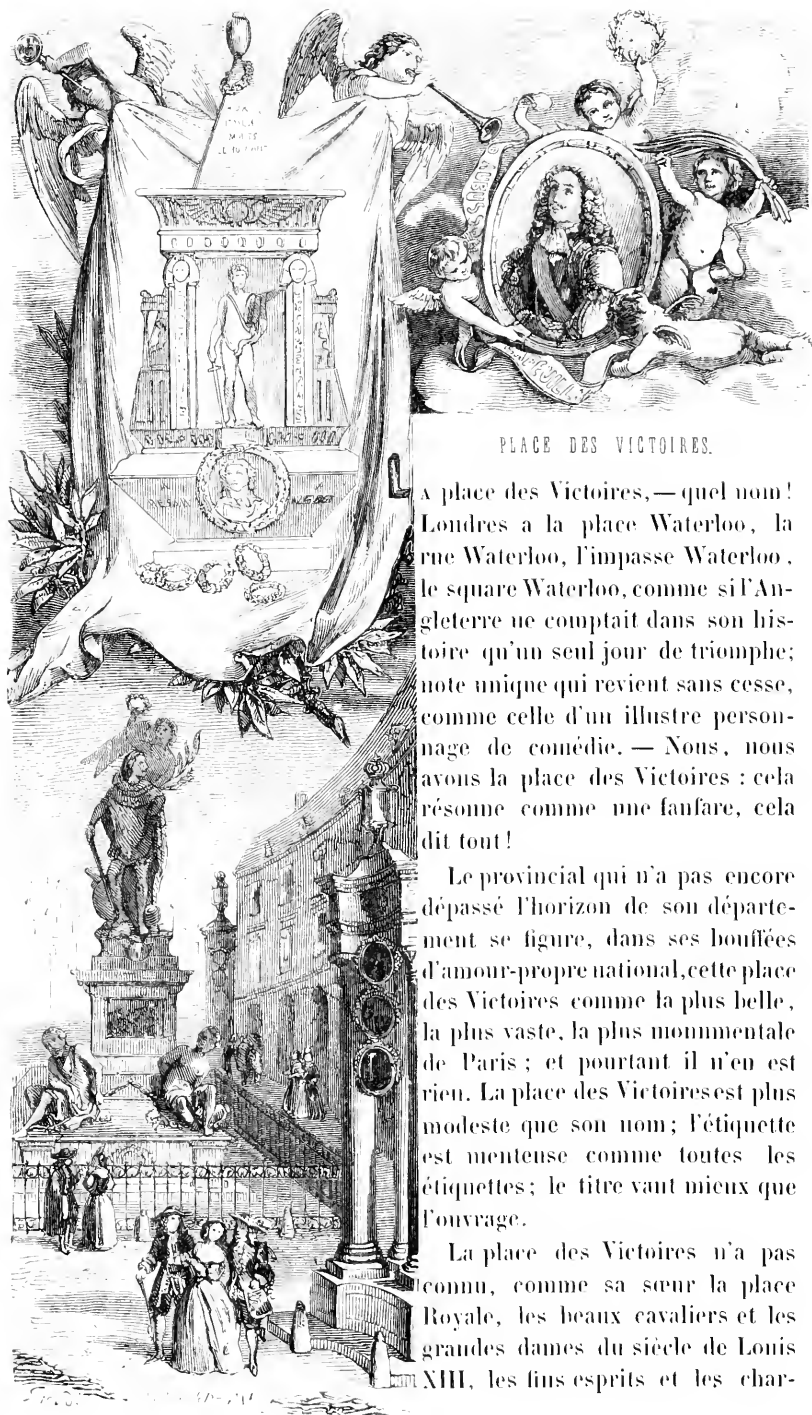 PLACE DES VICTOIRES.
LA place des Victoires,— quel nom!
Londres a la place Waterloo, la
rue Waterloo, l'impasse Waterloo,
le square Waterloo, comme si l'An-
gleterre ne comptait dans son his-
toire qu'un seul jour de triomphe;
note unique qui revient sans cesse,
comme celle d'un illustre person-
nage de comédie. — Nous, nous
avons la place des Victoires : cela
résonne comme une fanfare, cela
dit tout!
Le provincial qui n'a pas encore
dépassé l'horizon de son départe-
ment se figure, dans ses bouffées
d'amour-propre national, cette place
des Victoires comme la plus belle,
la plus vaste, la plus monumentale
de Paris ; et pourtant il n'en est
rien. La place des Victoires est plus
modeste que son nom; l'étiquette
est menteuse comme toutes les
étiquettes; le titre vaut mieux que
l'ouvrage.
La place des Victoires n'a pas
connu, comme sa sœur la place
Royale, les beaux cavaliers et les
grandes dames du siècle de Louis
XIII, les fins esprits et les char-